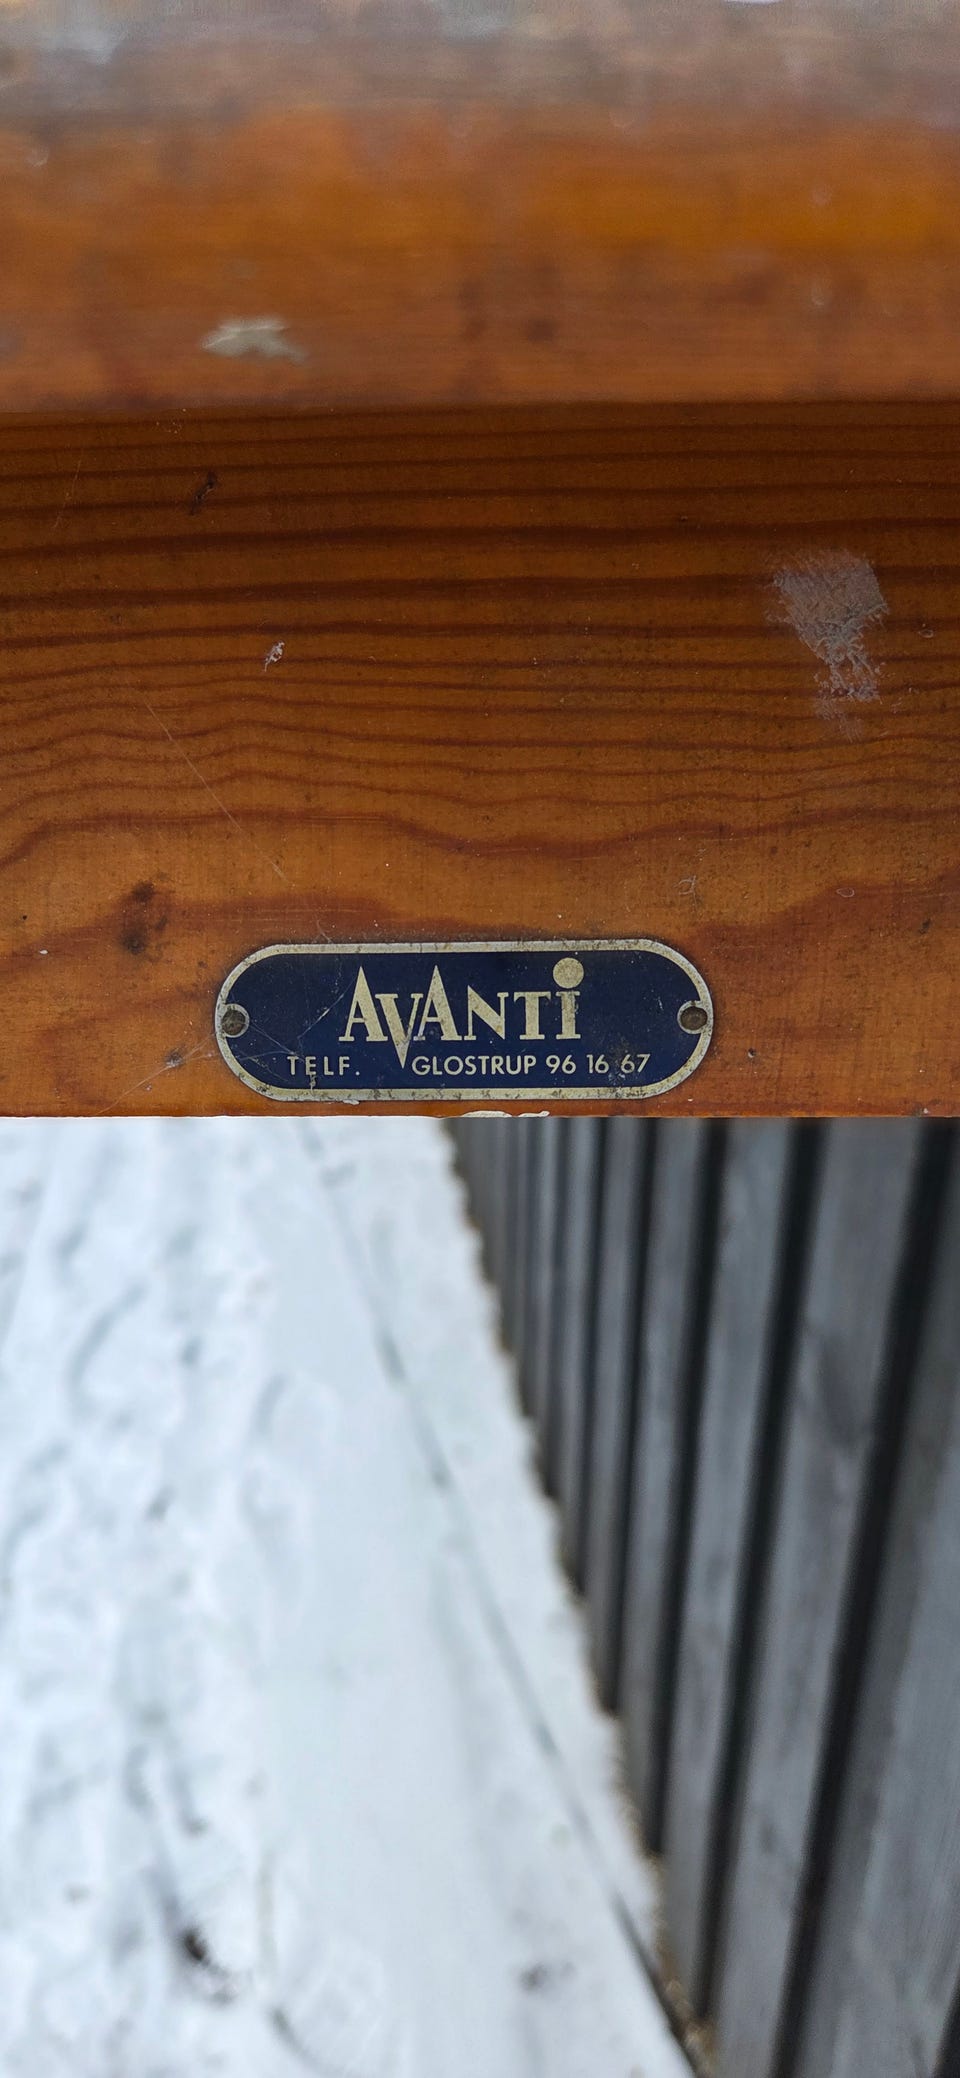 AVANTi
TELF. GLOSTRUP 96 16 67